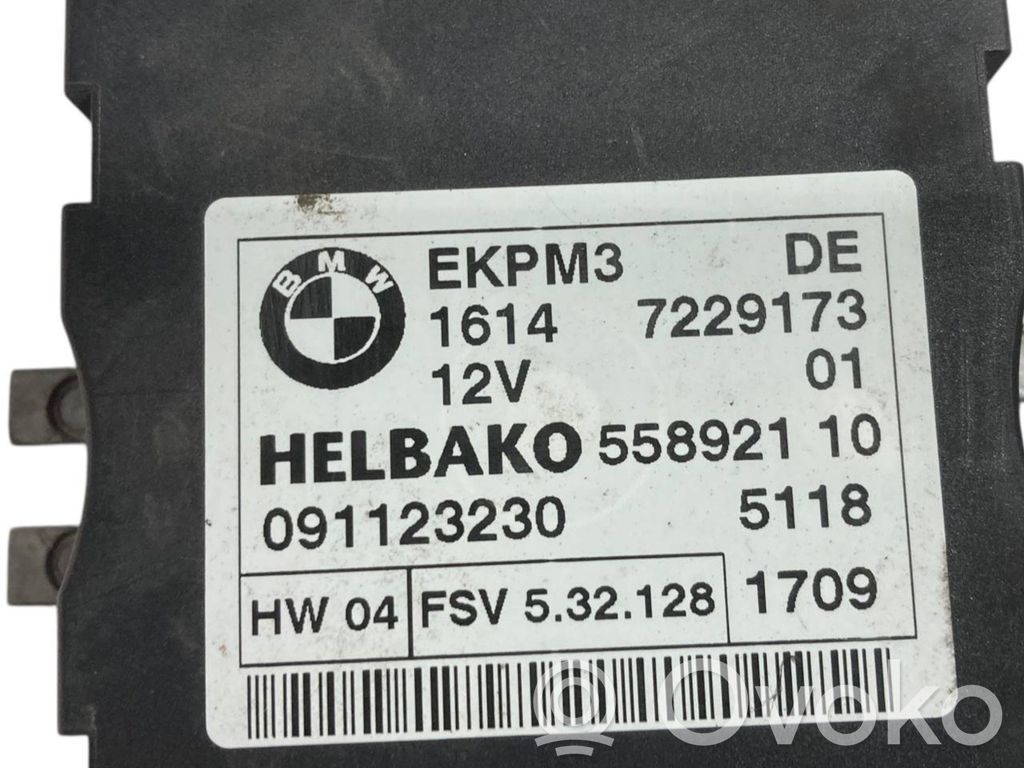 BMW
EKPM3 DE
1614 7229173
12V 01
HELBAKO 558921 10
091123230 5118
HW 04 FSV 5.32.128 1709
Ovoko